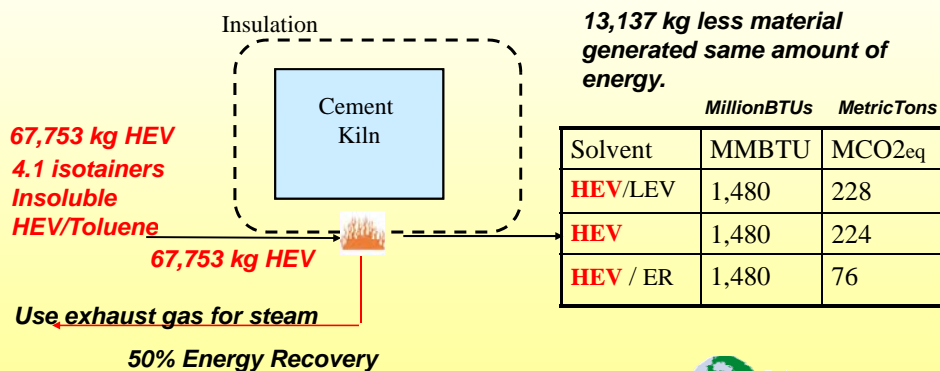 Insulation
13,137 kg less material
generated same amount of
energy.
Cement
Kiln
67,753 kg HEV
4.1 isotainers
Insoluble
HEV/Toluene
67,753 kg HEV
Use exhaust gas for steam
50% Energy Recovery
MillionBTUs MetricTons
Solvent MMBTU MCO2eq
HEV/LEV 1,480 228
HEV 1,480 224
HEV / ER 1,480 76